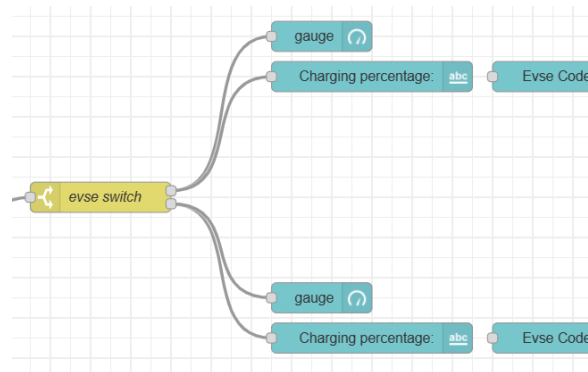 gauge
Charging percentage: abc Evse Code
evse switch
gauge
Charging percentage: abc Evse Code